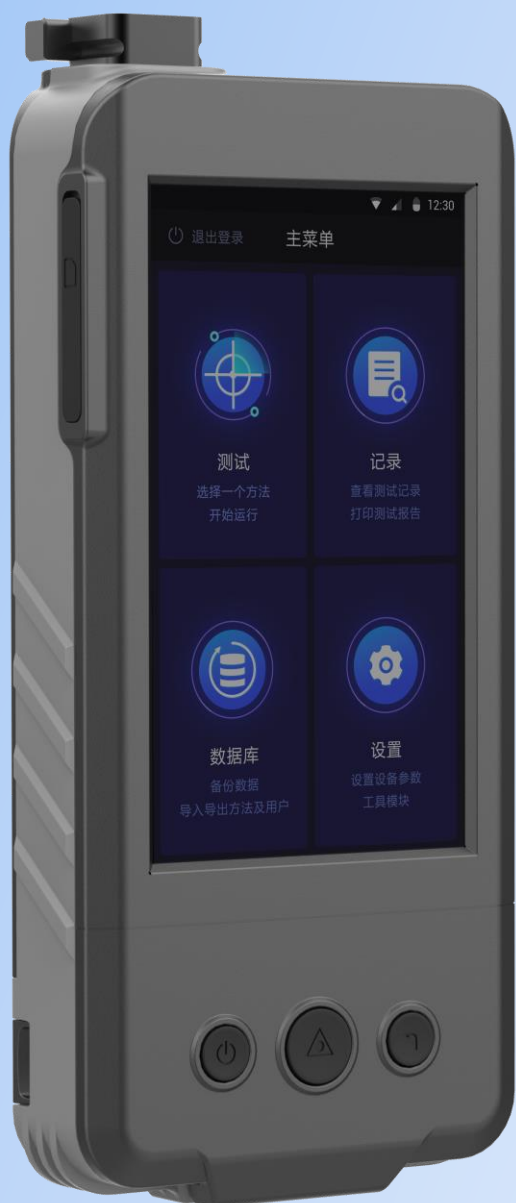 12:30
退出登录 主菜单
测试
选择一个方法
开始运行
记录
查看测试记录
打印测试报告
数据库
备份数据
导入导出方法及用户
设置
设置设备参数
工具模块